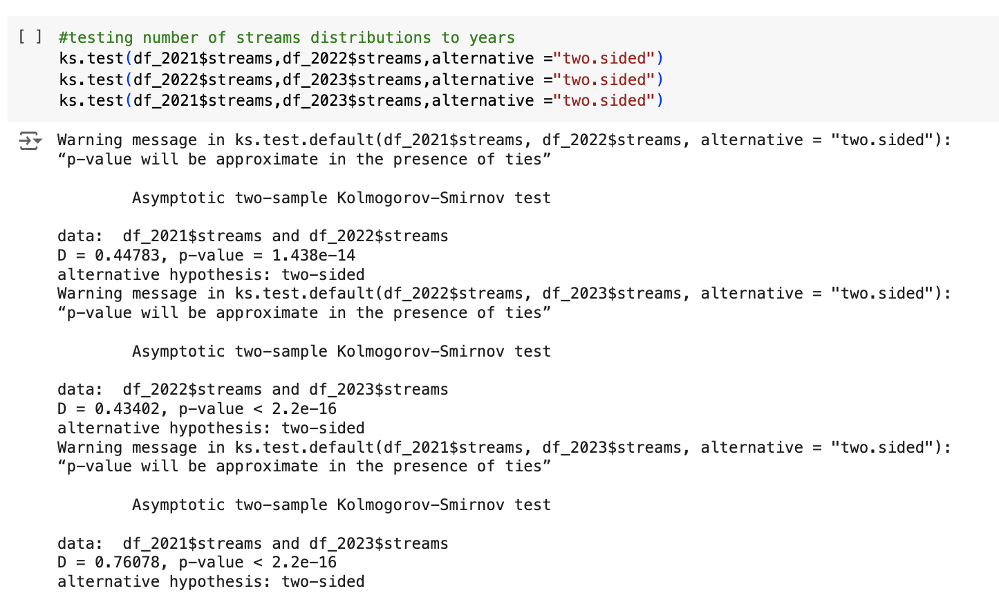 [ ] #testing number of streams distributions to years
ks.test(df_2021$streams,df_2022$streams,alternative ="two.sided")
ks.test(df_2022$streams,df_2023$streams,alternative ="two.sided")
ks.test(df_2021$streams,df_2023$streams,alternative ="two.sided")
Warning message in ks.test.default(df_2021$streams, df_2022$streams, alternative = "two.sided"):
“p-value will be approximate in the presence of ties”
Asymptotic two-sample Kolmogorov-Smirnov test
data:  df_2021$streams and df_2022$streams
D = 0.44783, p-value = 1.438e-14
alternative hypothesis: two-sided
Warning message in ks.test.default(df_2022$streams, df_2023$streams, alternative = "two.sided"):
“p-value will be approximate in the presence of ties”
Asymptotic two-sample Kolmogorov-Smirnov test
data:  df_2022$streams and df_2023$streams
D = 0.43402, p-value < 2.2e-16
alternative hypothesis: two-sided
Warning message in ks.test.default(df_2021$streams, df_2023$streams, alternative = "two.sided"):
“p-value will be approximate in the presence of ties”
Asymptotic two-sample Kolmogorov-Smirnov test
data:  df_2021$streams and df_2023$streams
D = 0.76078, p-value < 2.2e-16
alternative hypothesis: two-sided